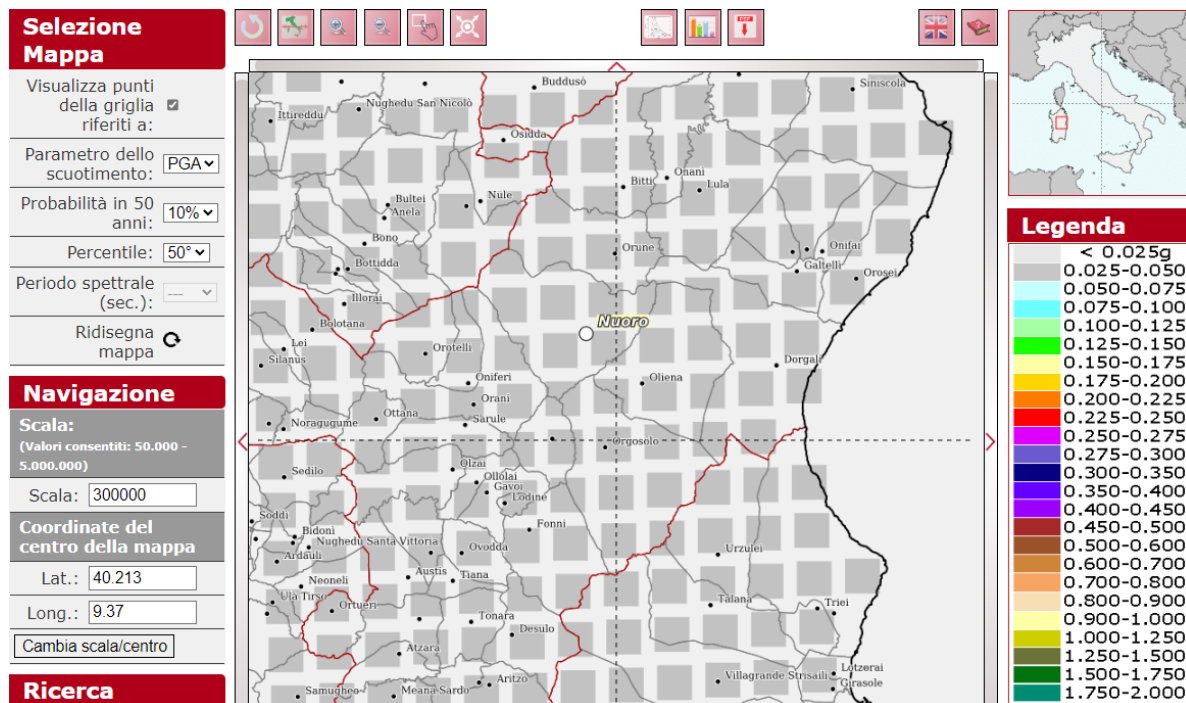 Selezione
Mappa
Visualizza punti
della griglia
riferiti a:
Parametro dello
scuotimento:
PGA
Probabilità in 50
anni:
10%
Percentile:
50°
Periodo spettrale
(sec.):
---
Ridisegna
mappa
Navigazione
Scala:
(Valori consentiti: 50.000 -
5.000.000)
Scala:
300000
Coordinate del
centro della mappa
Lat.:
40.213
Long.:
9.37
Cambia scala/centro
Ricerca
PDF
Buddusò
Siniscola
Nughedu San Nicolò
Ittireddu
Osidda
Onani
Bitti
Lula
Bultei
Nule
Anela
Bono
Orune
Onifai
Bottidda
Galtelli
Orosei
Illorai
Nuoro
Bolotana
Lei
Orotelli
Silanus
Dorgali
Oniferi
Oliena
Orani
Ottana
Sarule
Noragugume
Orgosolo
Olzai
Sedilo
Ollolai
Gavoi
Lodine
Soddì
Fonni
Bidonì
Nughedu Santa Vittoria
Ardauli
Ovodda
Urzulei
Austis
Tiana
Neoneli
Ula Tirso
Ortueri
Talana
Triei
Tonara
Desulo
Atzara
Lotzerai
Villagrande Strisaili
Girasole
Samugheo
Meana Sardo
Aritzo
Legenda
< 0.025g
0.025-0.050
0.050-0.075
0.075-0.100
0.100-0.125
0.125-0.150
0.150-0.175
0.175-0.200
0.200-0.225
0.225-0.250
0.250-0.275
0.275-0.300
0.300-0.350
0.350-0.400
0.400-0.450
0.450-0.500
0.500-0.600
0.600-0.700
0.700-0.800
0.800-0.900
0.900-1.000
1.000-1.250
1.250-1.500
1.500-1.750
1.750-2.000